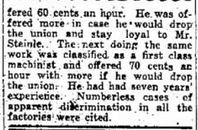 fered 60 cents an hour. He was of-
fered more in case he would drop
the union and stay loyal to Mr.
Steinle. The next doing the same
work was classified as a first class
machinist and offered 70 cents an
hour with more if he would drop
the union. He had had seven years'
experience. Numberless cases of
apparent dicrimination in all the
factories were cited.